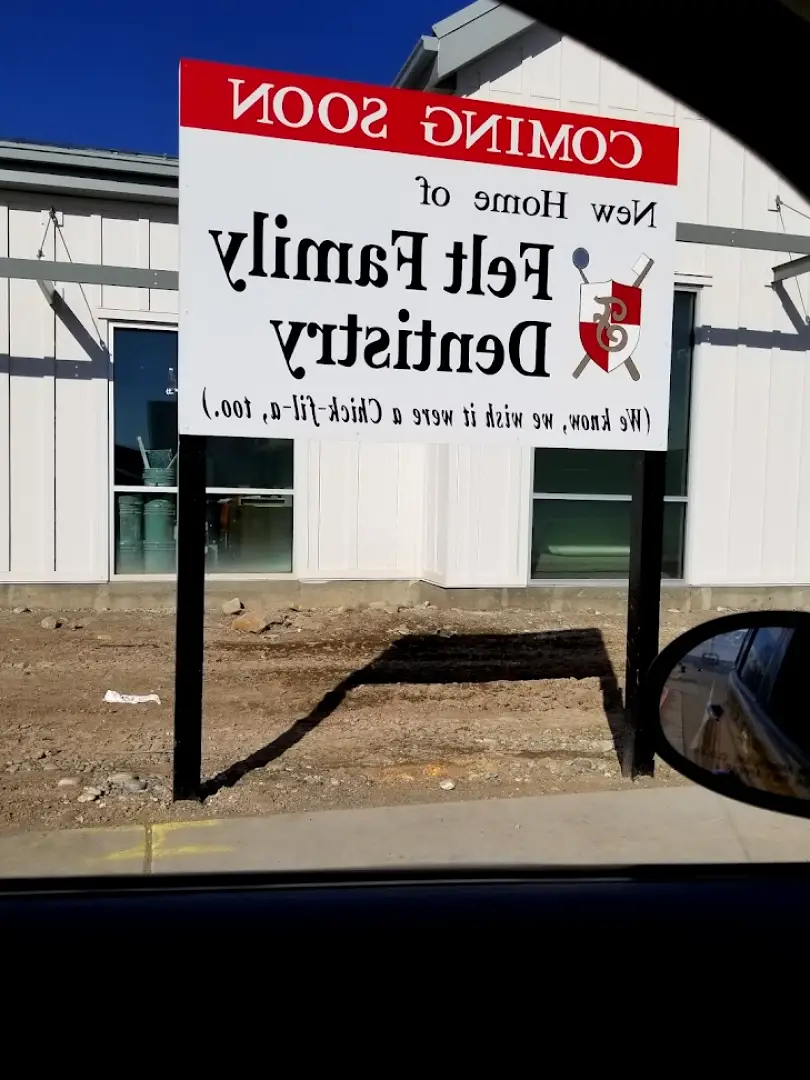 COMING SOON
New Home of
Felt Family
Dentistry
(We know, we wish it were a Chick-fil-a, too.)